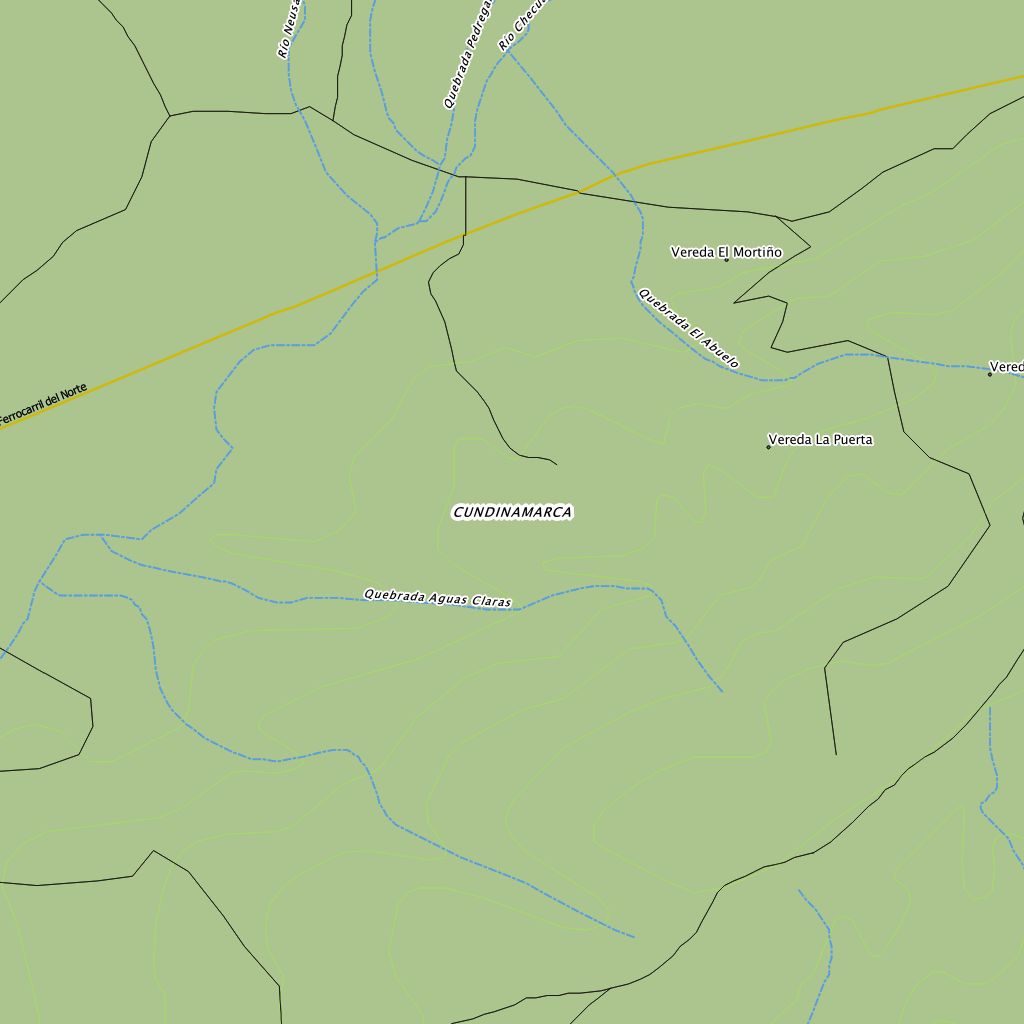 Río Neusa
Quebrada Pedrega
Río Checu
Vereda El Mortiño
Quebrada El Abuelo
Vered
Ferrocarril del Norte
Vereda La Puerta
CUNDINAMARCA
Quebrada Aguas Claras